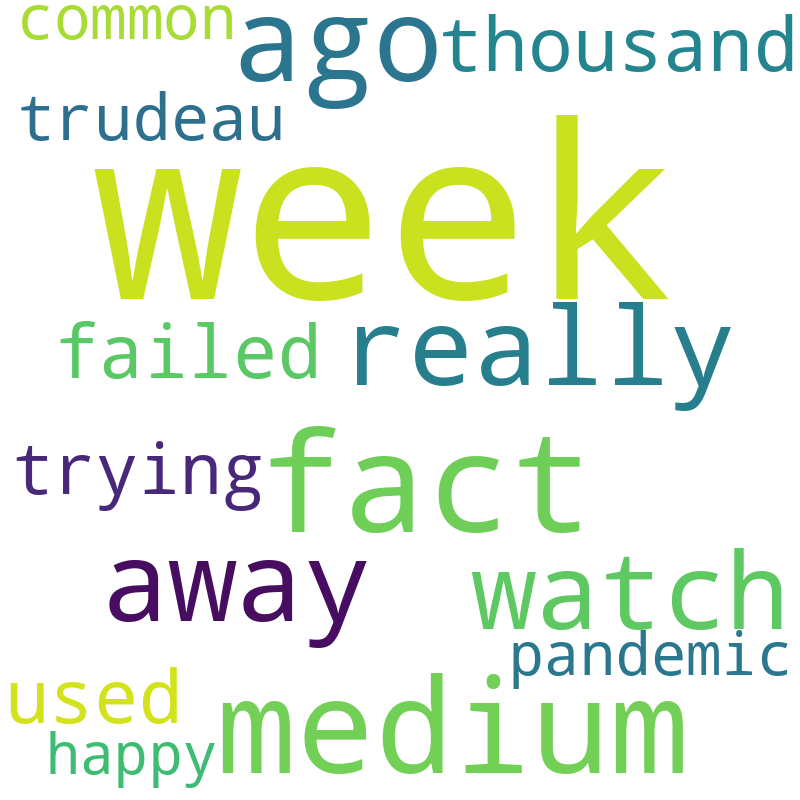 common ago thousand
trudeau
week
failed really
trying fact
away watch
pandemic
used medium
happy